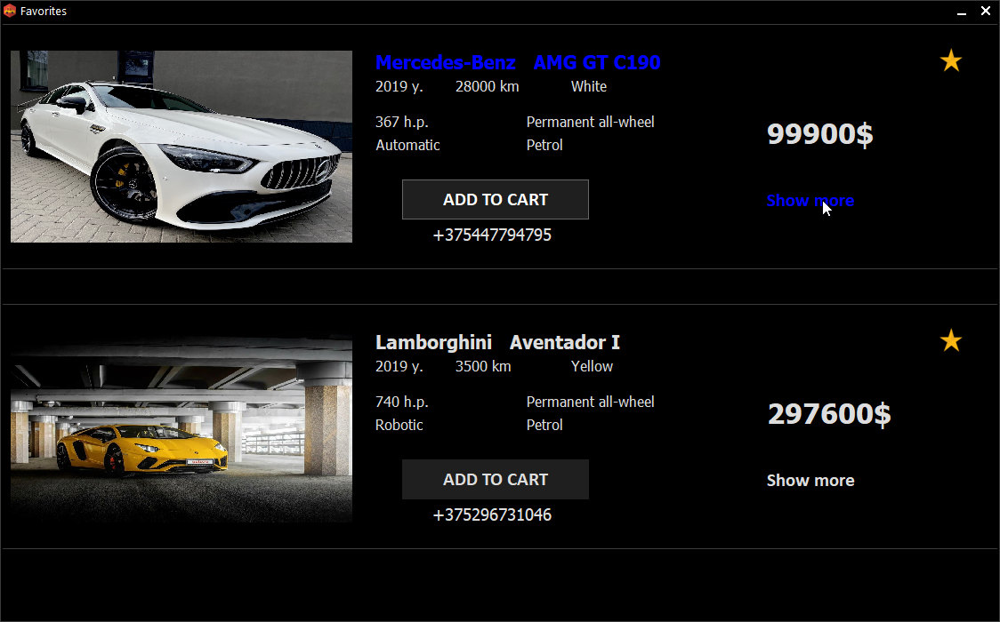 Favorites
Mercedes-Benz AMG GT C190
2019 y. 28000 km White
367 h.p. Permanent all-wheel
99900$
Automatic Petrol
ADD TO CART
Show more
+375447794795
Lamborghini Aventador I
2019 y. 3500 km Yellow
740 h.p. Permanent all-wheel
297600$
Robotic Petrol
ADD TO CART
Show more
+375296731046